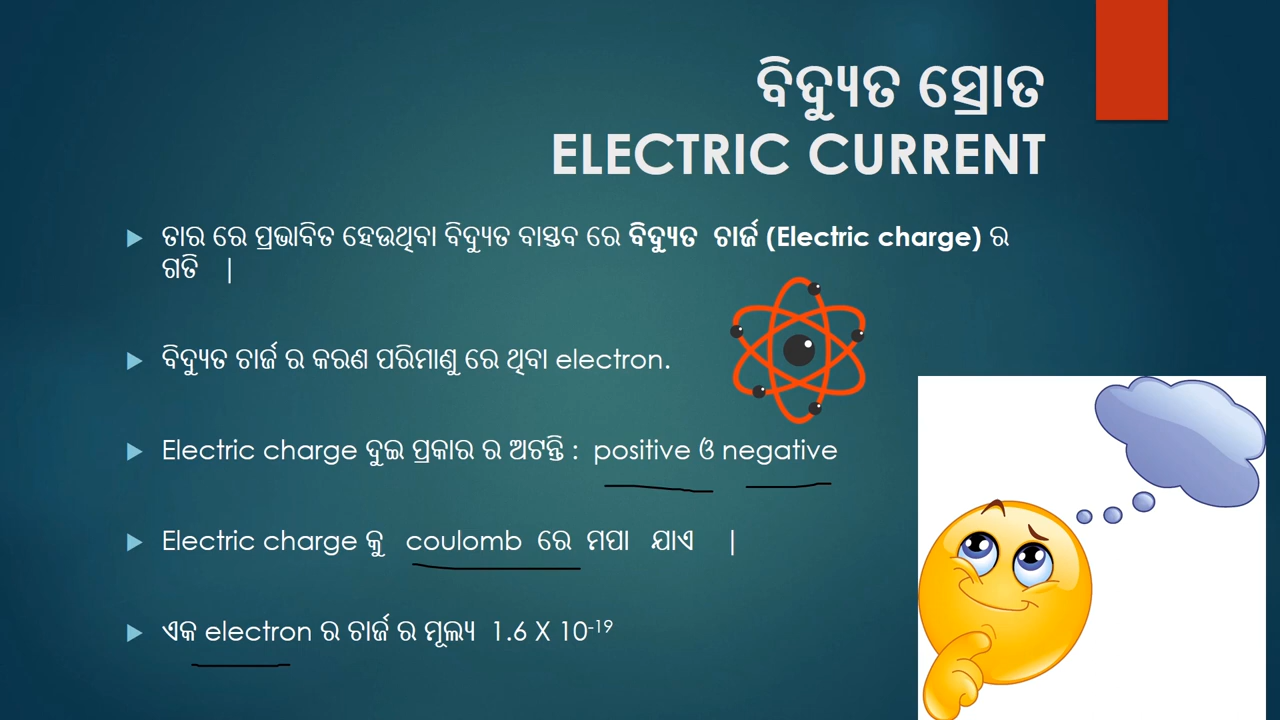 ବିଦ୍ୟୁତ ସ୍ରୋତ
ELECTRIC CURRENT
ତାର ରେ ପ୍ରଭାବିତ ହେଉଥିବା ବିଦ୍ୟୁତ ବାସ୍ତବ ରେ ବିଦ୍ୟୁତ ଚାର୍ଜ (Electric charge) ର
ଗତି |
ବିଦ୍ୟୁତ ଚାର୍ଜ ର କରଣ ପରିମାଣୁ ରେ ଥିବା electron.
Electric charge ଦୁଇ ପ୍ରକାର ର ଅଟନ୍ତି : positive ଓ negative
Electric charge କୁ coulomb ରେ ମପା ଯାଏ |
ଏକ electron ର ଚାର୍ଜ ର ମୂଲ୍ୟ 1.6 X 10⁻¹⁹